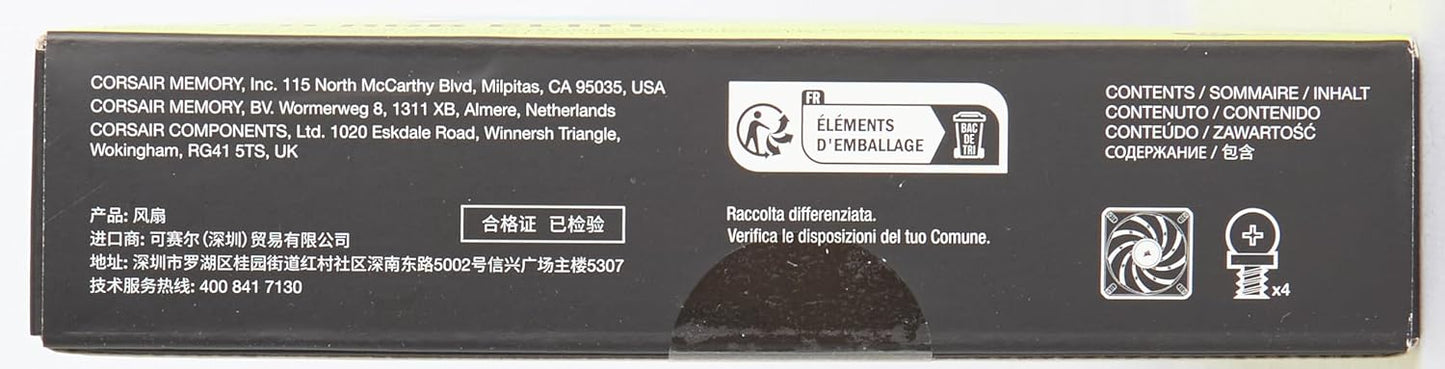 CORSAIR MEMORY, Inc. 115 North McCarthy Blvd, Milpitas, CA 95035, USA
CORSAIR MEMORY, BV. Wormerweg 8, 1311 XB, Almere, Netherlands
CORSAIR COMPONENTS, Ltd. 1020 Eskdale Road, Winnersh Triangle,
Wokingham, RG41 5TS, UK
产品: 风扇
进口商: 可赛尔(深圳)贸易有限公司
地址: 深圳市罗湖区桂园街道红村社区深南东路5002号信兴广场主楼5307
技术服务热线: 400 841 7130
合格证 已检验
FR
ÉLÉMENTS
D'EMBALLAGE
BAC
DE
TRI
Raccolta differenziata.
Verifica le disposizioni del tuo Comune.
CONTENTS / SOMMAIRE / INHALT
CONTENUTO / CONTENIDO
CONTEÚDO / ZAWARTOŚĆ
СОДЕРЖАНИЕ / 包含
x4